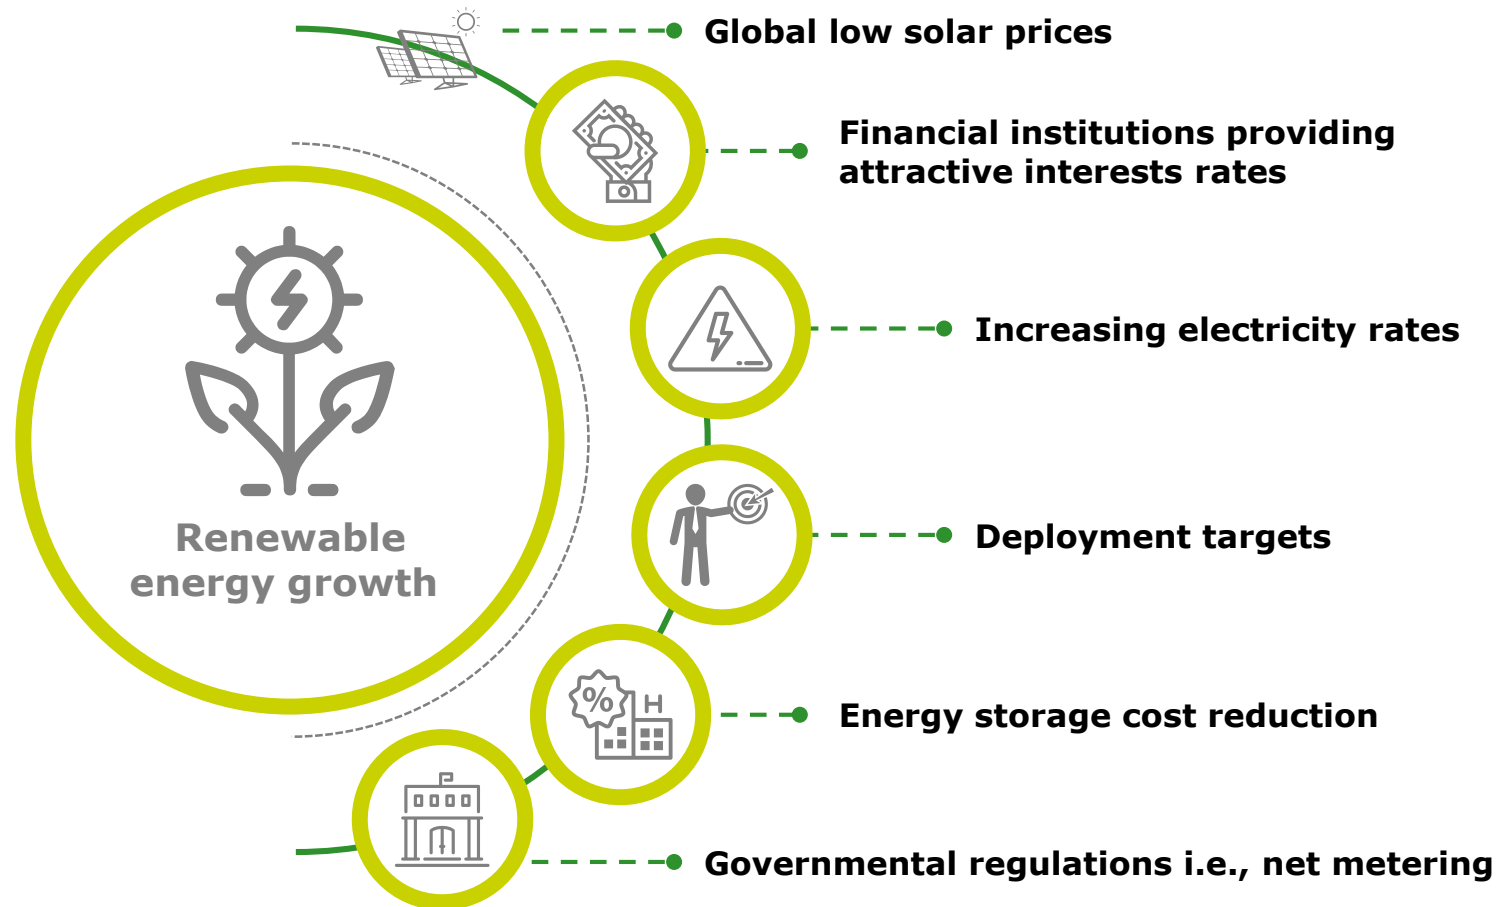 Global low solar prices
Financial institutions providing
attractive interests rates
Increasing electricity rates
Renewable
energy growth
Deployment targets
%
H
Energy storage cost reduction
Governmental regulations i.e., net metering